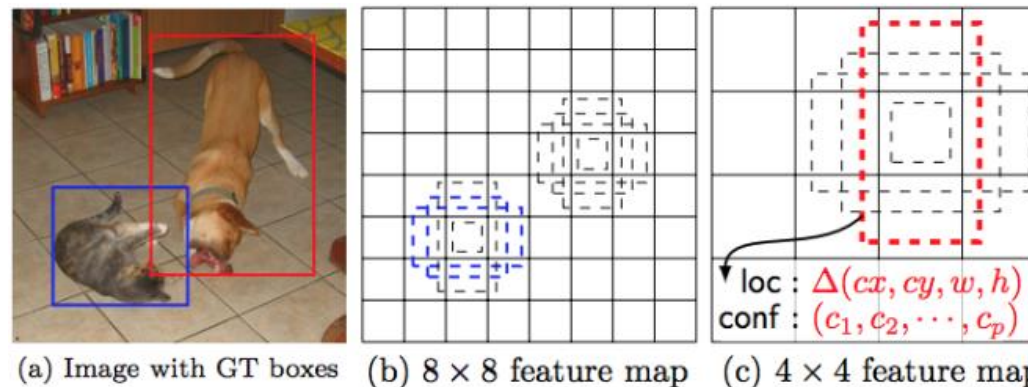 loc : Δ(cx, cy, w, h)
conf : (c₁, c₂, ⋯, cₚ)
(a) Image with GT boxes
(b) 8 × 8 feature map
(c) 4 × 4 feature ma